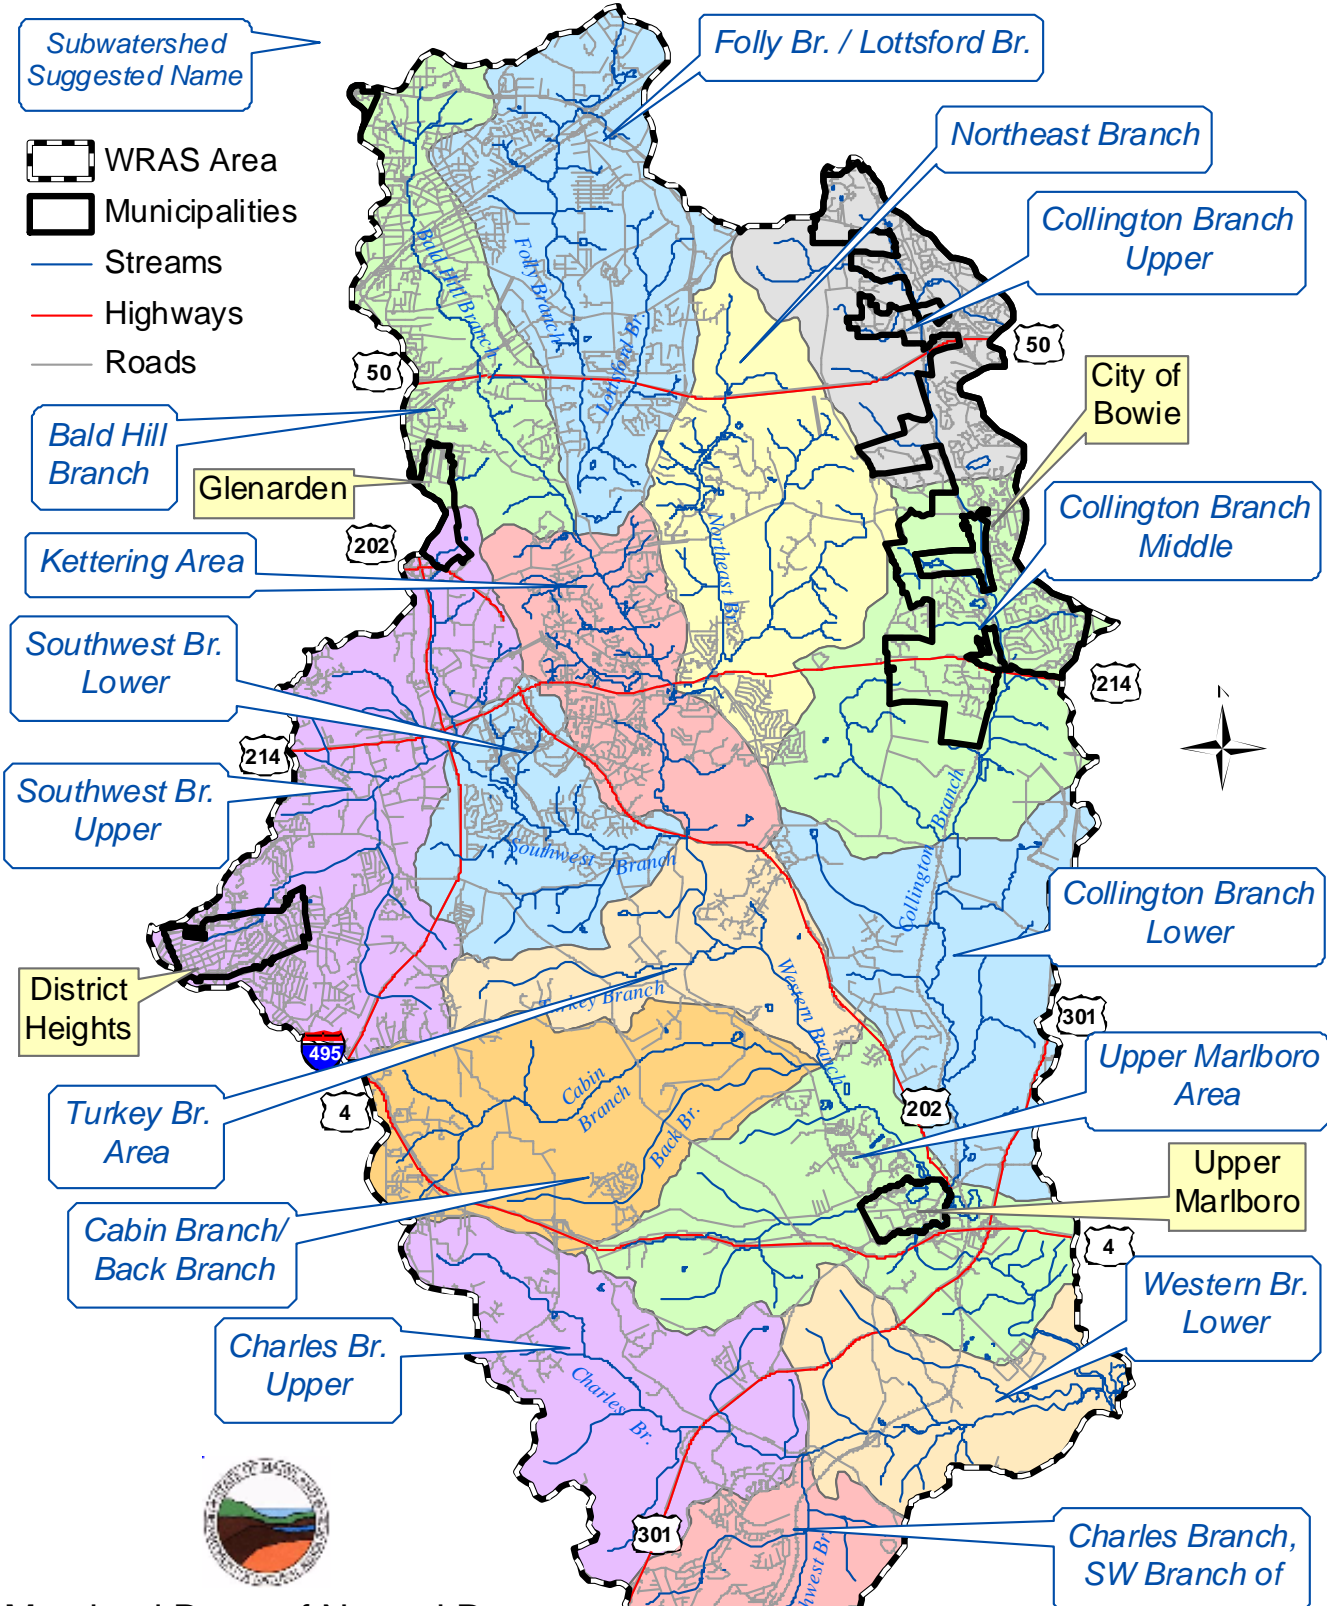 Subwatershed
Suggested Name
WRAS Area
Municipalities
Streams
Highways
Roads
Folly Br. / Lottsford Br.
Northeast Branch
Collington Branch
Upper
50
50
City of
Bowie
Bald Hill
Branch
Glenarden
Collington Branch
Middle
202
Kettering Area
Southwest Br.
Lower
214
214
Southwest Br.
Upper
Collington Branch
Lower
District
Heights
301
495
Upper Marlboro
Area
4
202
Turkey Br.
Area
Upper
Marlboro
Cabin Branch/
Back Branch
4
Western Br.
Lower
Charles Br.
Upper
301
Charles Branch,
SW Branch of
Bald Hill Branch
Folly Branch
Lottsford Br.
Northeast Br.
Southwest Branch
Collington Branch
Turkey Branch
Western Branch
Cabin
Branch
Back Br.
Charles Br.